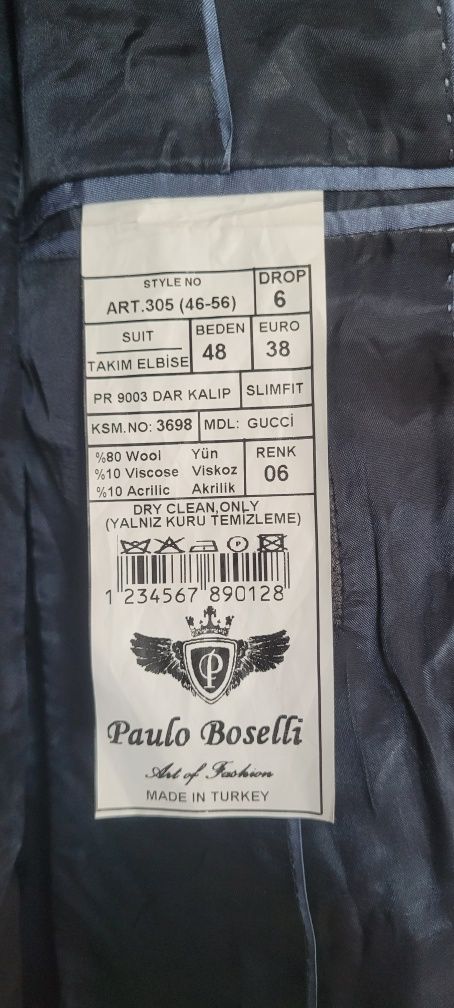 STYLE NO
ART.305 (46-56)
DROP
6
SUIT
TAKIM ELBİSE
BEDEN
48
EURO
38
PR 9003 DAR KALIP
SLIMFIT
KSM.NO: 3698
MDL: GUCCİ
%80 Wool Yün
%10 Viscose Viskoz
%10 Acrilic Akrilik
RENK
06
DRY CLEAN,ONLY
(YALNIZ KURU TEMİZLEME)
P
1 234567 890128
P
Paulo Boselli
Art of Fashion
MADE IN TURKEY